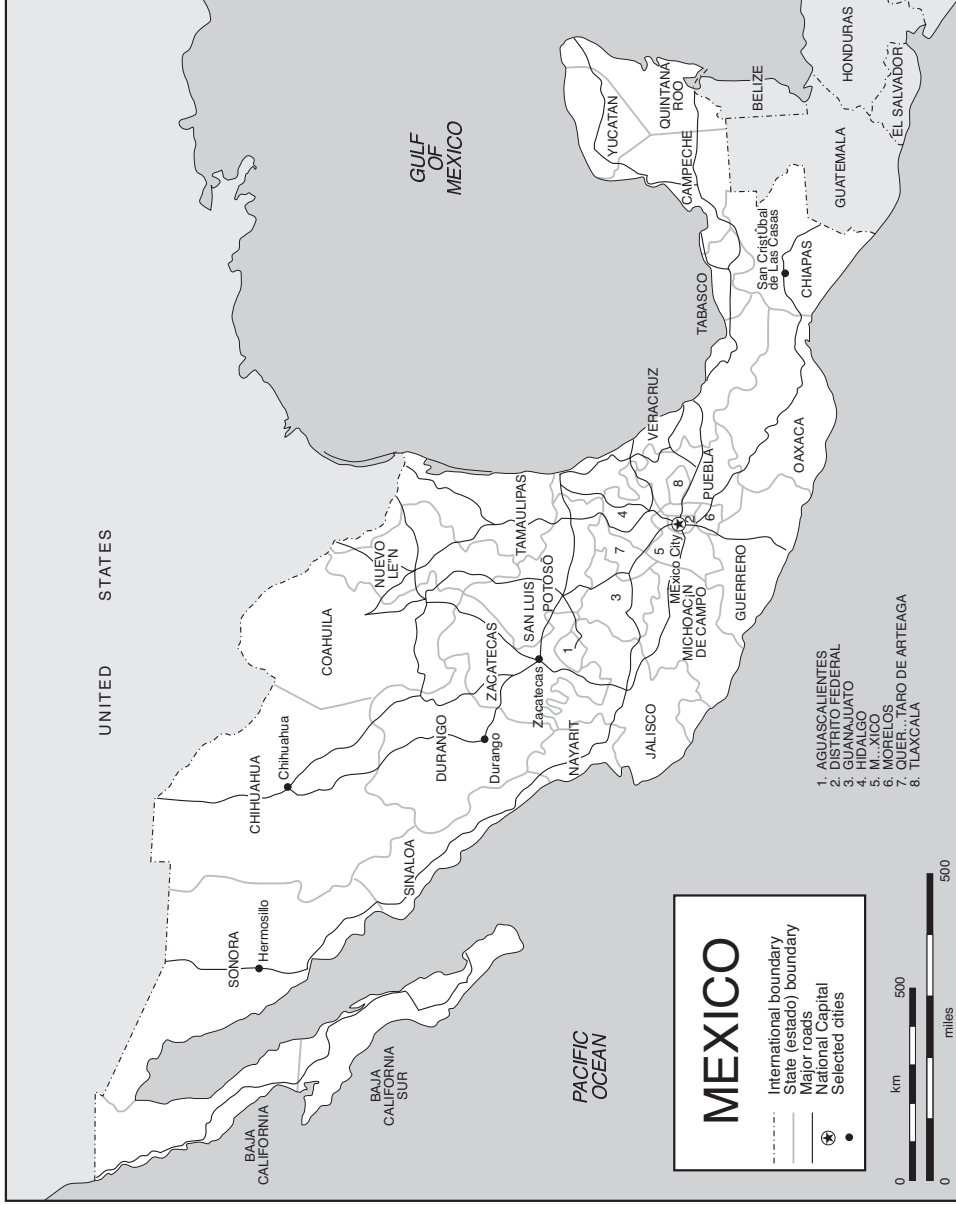 UNITED STATES
GULF
OF
MEXICO
PACIFIC
OCEAN
BAJA
CALIFORNIA
BAJA
CALIFORNIA
SUR
SONORA
Hermosillo
CHIHUAHUA
Chihuahua
COAHUILA
NUEVO
LE"N
TAMAULIPAS
SINALOA
DURANGO
Durango
ZACATECAS
Zacatecas
SAN LUIS
POTOSÕ
NAYARIT
JALISCO
1
3
7
4
5
2
6
8
MÈxico City
MICHOAC¡N
DE CAMPO
GUERRERO
PUEBLA
VERACRUZ
OAXACA
TABASCO
San CristÛbal
de Las Casas
CHIAPAS
CAMPECHE
YUCATAN
QUINTANA
ROO
BELIZE
GUATEMALA
HONDURAS
EL SALVADOR
1. AGUASCALIENTES
2. DISTRITO FEDERAL
3. GUANAJUATO
4. HIDALGO
5. M...XICO
6. MORELOS
7. QUER...TARO DE ARTEAGA
8. TLAXCALA
MEXICO
International boundary
State (estado) boundary
Major roads
National Capital
Selected cities
0 km 500
0 miles 500